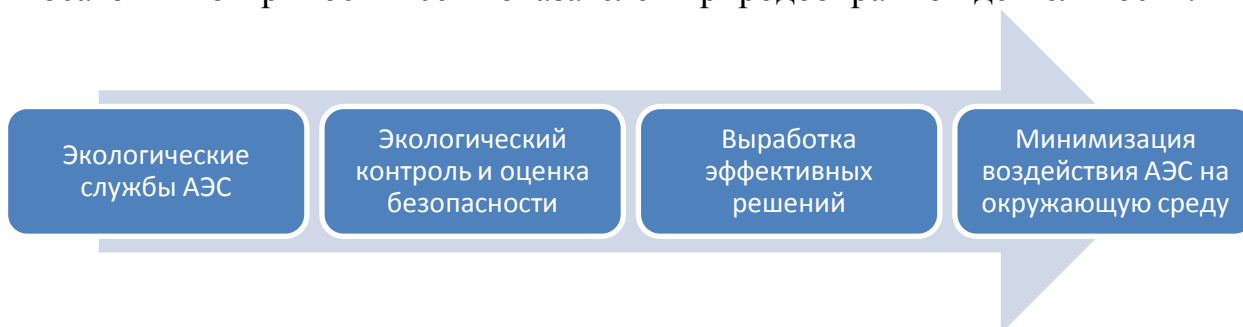 Экологические
службы АЭС
Экологический
контроль и оценка
безопасности
Выработка
эффективных
решений
Минимизация
воздействия АЭС на
окружающую среду